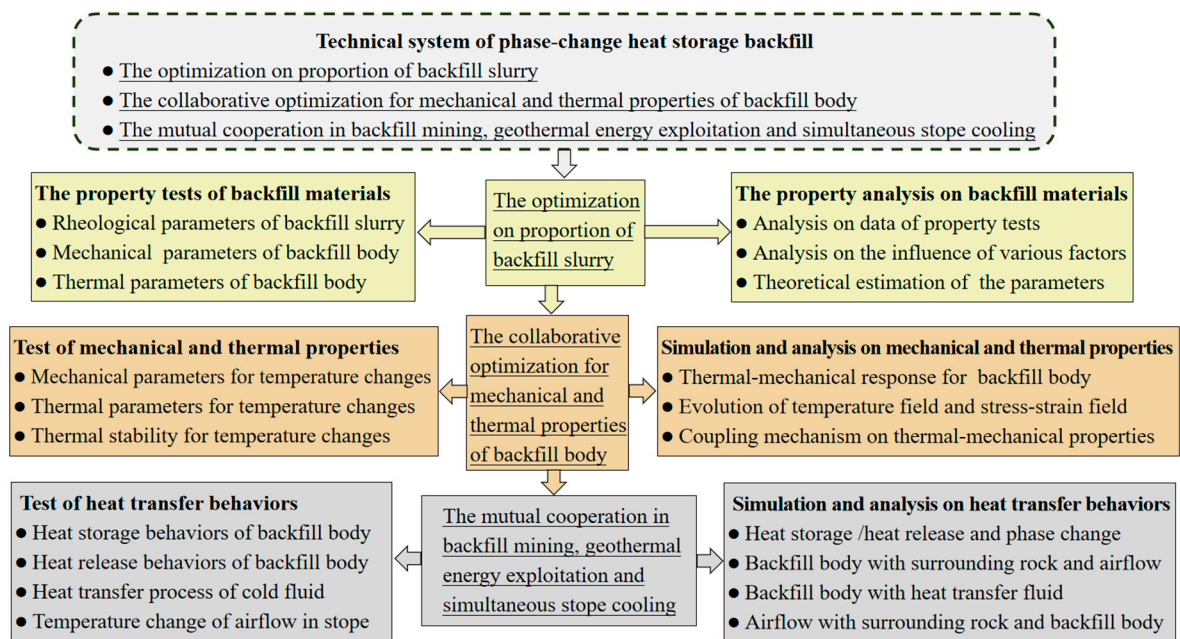 Technical system of phase-change heat storage backfill
● The optimization on proportion of backfill slurry
● The collaborative optimization for mechanical and thermal properties of backfill body
● The mutual cooperation in backfill mining, geothermal energy exploitation and simultaneous stope cooling
The property tests of backfill materials
● Rheological parameters of backfill slurry
● Mechanical parameters of backfill body
● Thermal parameters of backfill body
The optimization
on proportion of
backfill slurry
The property analysis on backfill materials
● Analysis on data of property tests
● Analysis on the influence of various factors
● Theoretical estimation of the parameters
Test of mechanical and thermal properties
● Mechanical parameters for temperature changes
● Thermal parameters for temperature changes
● Thermal stability for temperature changes
The collaborative
optimization for
mechanical and
thermal properties
of backfill body
Simulation and analysis on mechanical and thermal properties
● Thermal-mechanical response for backfill body
● Evolution of temperature field and stress-strain field
● Coupling mechanism on thermal-mechanical properties
Test of heat transfer behaviors
● Heat storage behaviors of backfill body
● Heat release behaviors of backfill body
● Heat transfer process of cold fluid
● Temperature change of airflow in stope
The mutual cooperation in
backfill mining, geothermal
energy exploitation and
simultaneous stope cooling
Simulation and analysis on heat transfer behaviors
● Heat storage /heat release and phase change
● Backfill body with surrounding rock and airflow
● Backfill body with heat transfer fluid
● Airflow with surrounding rock and backfill body